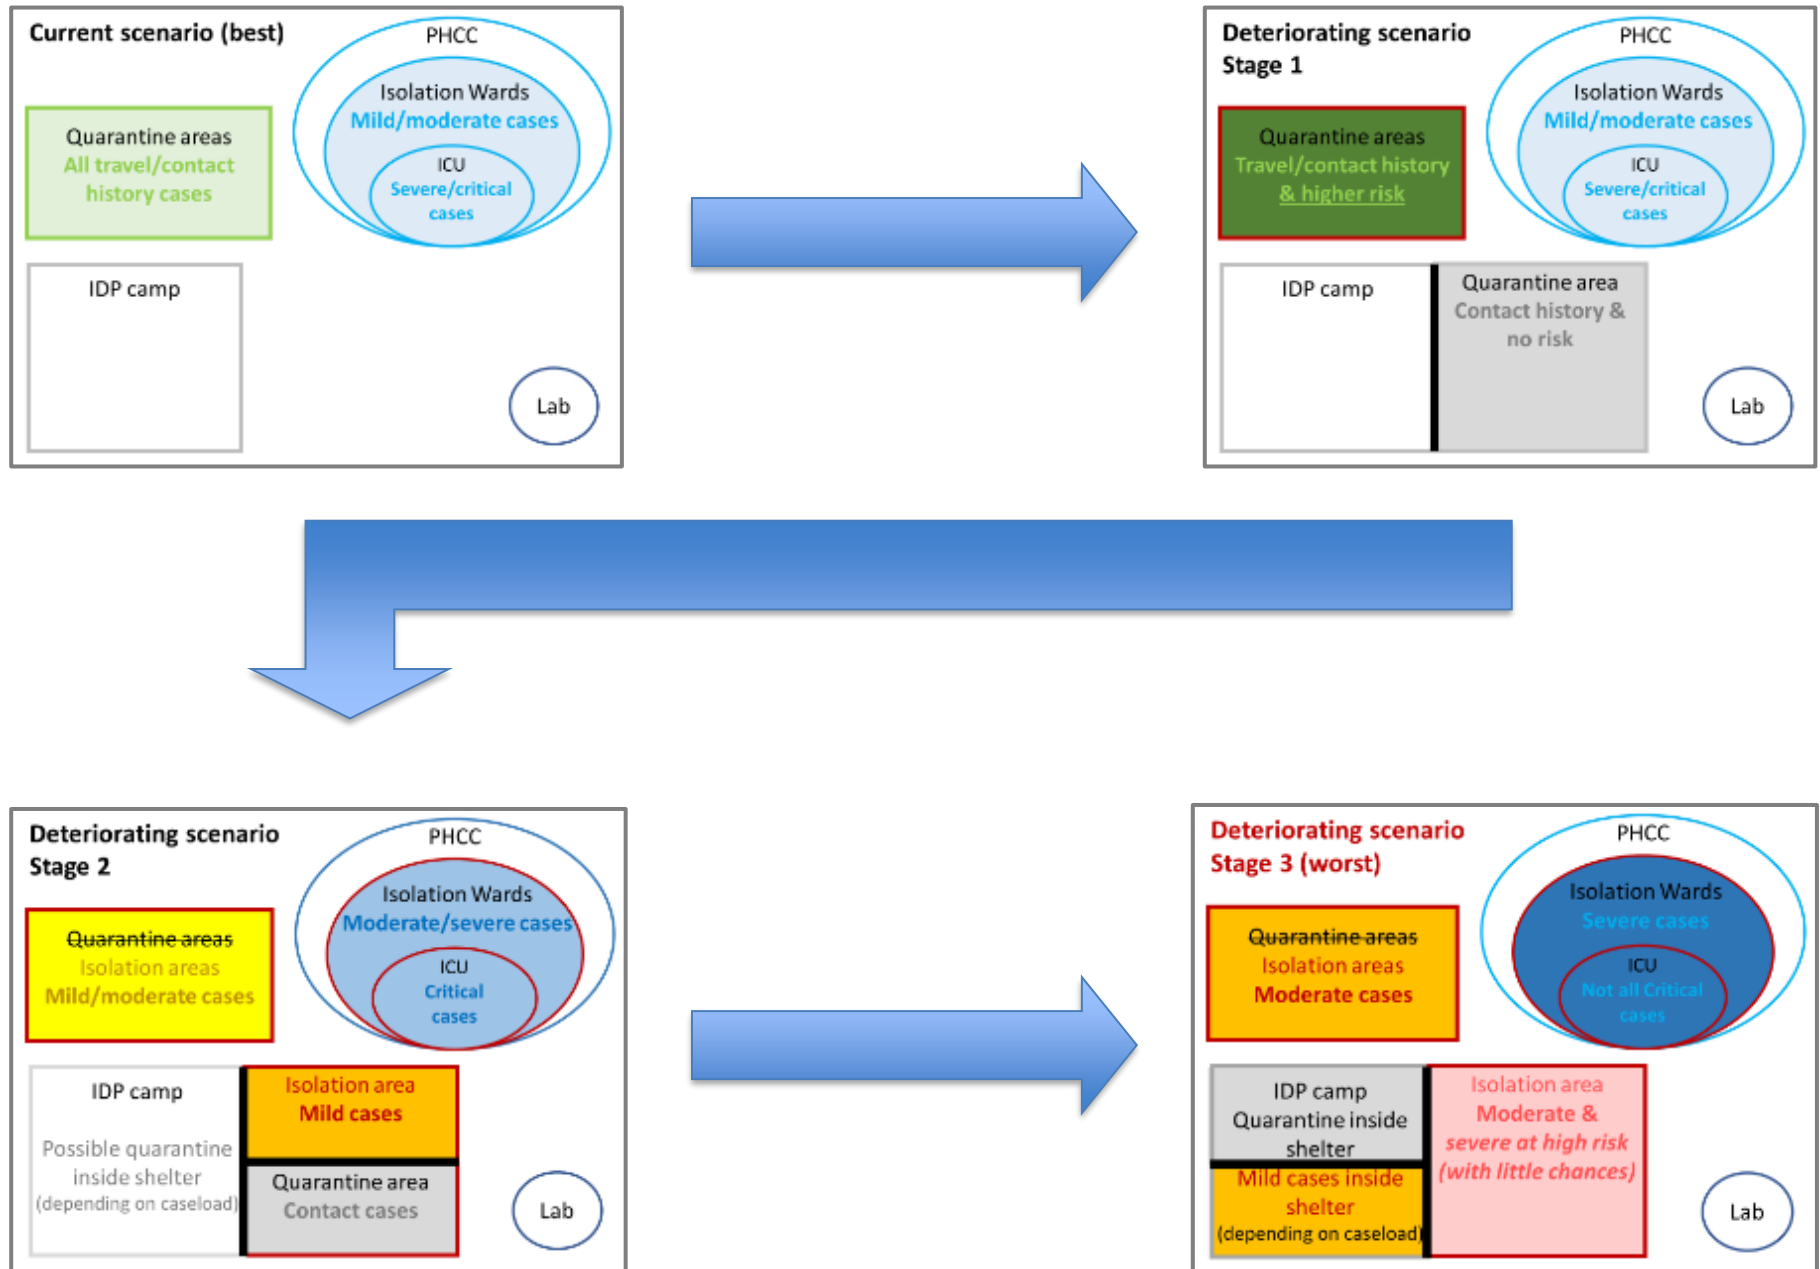 Current scenario (best)
PHCC
Isolation Wards
Mild/moderate cases
ICU
Severe/critical
cases
Quarantine areas
All travel/contact
history cases
IDP camp
Lab
Deteriorating scenario
Stage 1
PHCC
Isolation Wards
Mild/moderate cases
ICU
Severe/critical
cases
Quarantine areas
Travel/contact history
& higher risk
IDP camp
Quarantine area
Contact history &
no risk
Lab
Deteriorating scenario
Stage 2
PHCC
Isolation Wards
Moderate/severe cases
ICU
Critical
cases
Quarantine areas
Isolation areas
Mild/moderate cases
IDP camp
Possible quarantine
inside shelter
(depending on caseload)
Isolation area
Mild cases
Quarantine area
Contact cases
Lab
Deteriorating scenario
Stage 3 (worst)
PHCC
Isolation Wards
Severe cases
ICU
Not all Critical
cases
Quarantine areas
Isolation areas
Moderate cases
IDP camp
Quarantine inside
shelter
Mild cases inside
shelter
(depending on caseload)
Isolation area
Moderate &
severe at high risk
(with little chances)
Lab